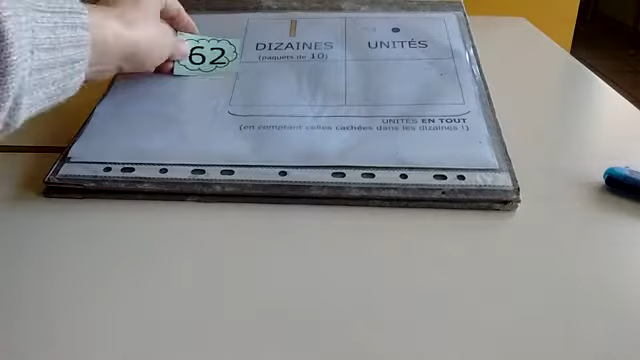 62
DIZAINES
(paquets de 10)
UNITÉS
UNITÉS EN TOUT
(en comptant celles cachées dans les dizaines !)